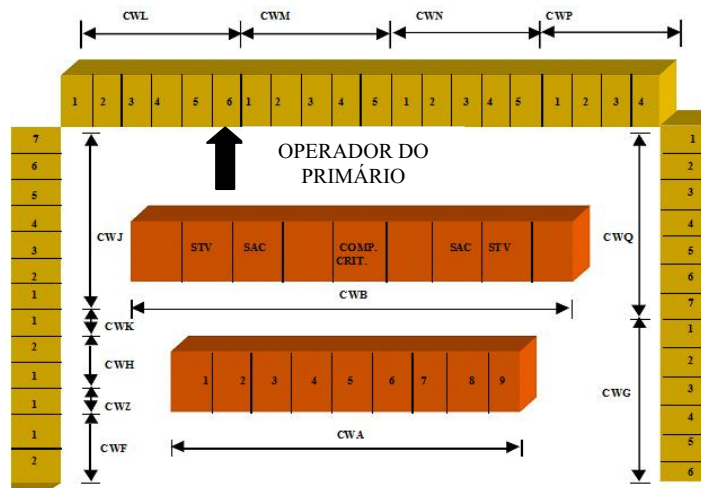 CWL CWM CWN CWP
1 2 3 4 5 6 1 2 3 4 5 1 2 3 4 5 1 2 3 4
OPERADOR DO
PRIMÁRIO
7
6
5
4
3
2
1
1
2
1
1
1
2
CWJ
CWK
CWH
CWZ
CWF
STV SAC COMP. SAC STV
CRIT.
CWB
1 2 3 4 5 6 7 8 9
CWA
CWQ
CWG
1
2
3
4
5
6
7
1
2
3
4
5
6